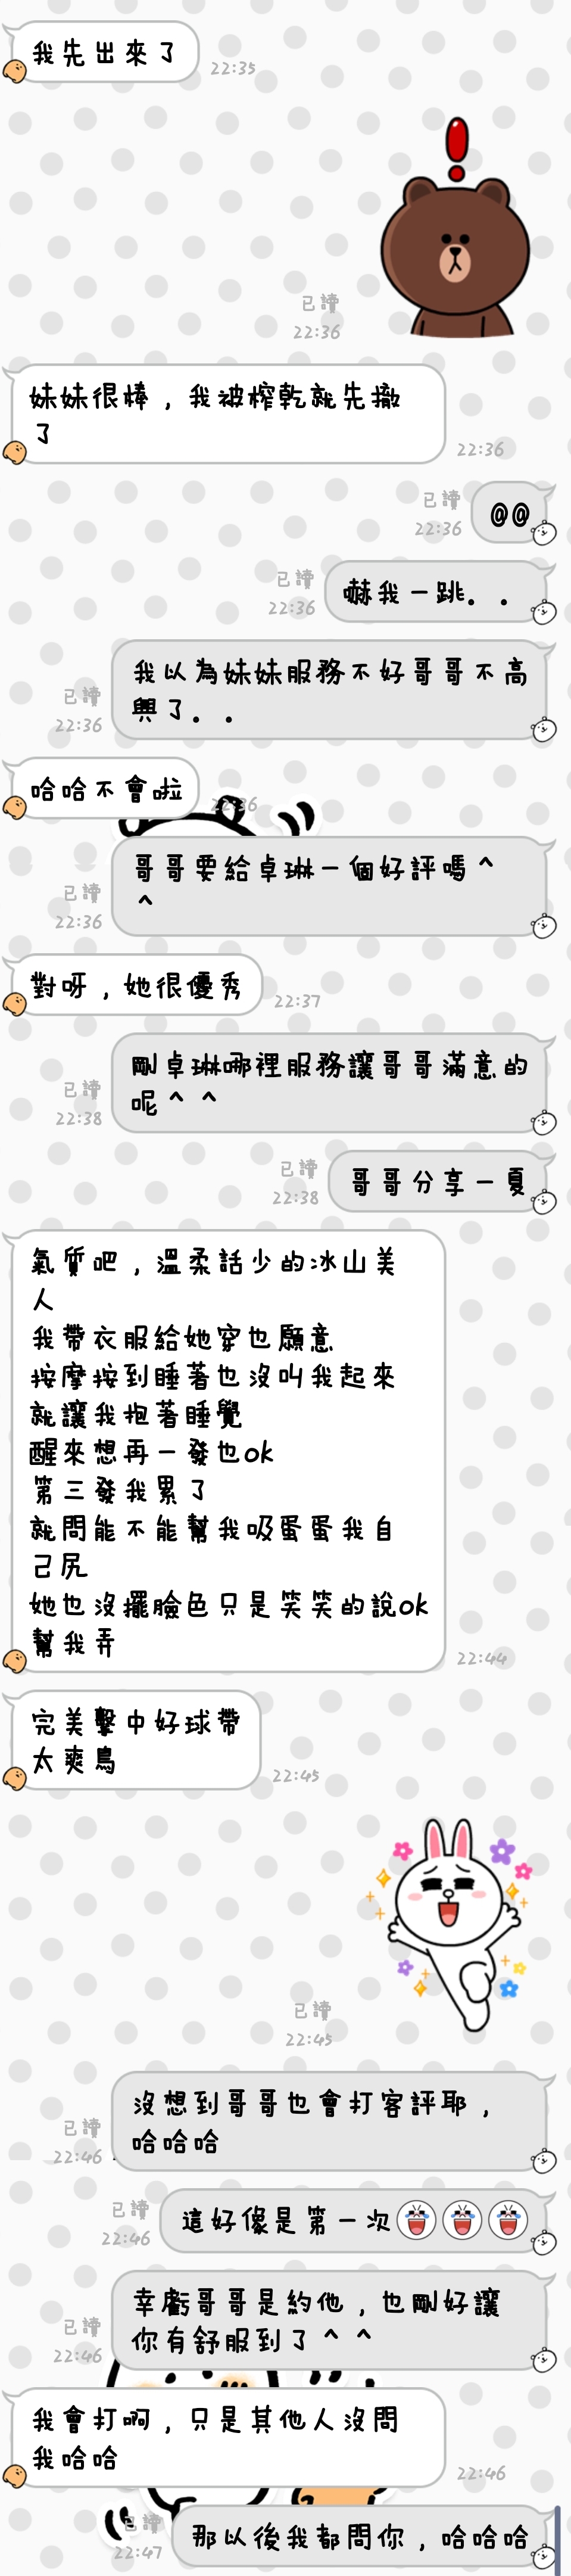 我先出來了
22:35
已讀
22:36
妹妹很棒，我被榨乾就先撤
了
22:36
已讀
22:36
@@
已讀
22:36
嚇我一跳．．
我以為妹妹服務不好哥哥不高
興了．．
已讀
22:36
哈哈不會啦
22:36
哥哥要給卓琳一個好評嗎^
^
已讀
22:36
對呀，她很優秀
22:37
剛卓琳哪裡服務讓哥哥滿意的
呢^ ^
已讀
22:38
已讀
22:38
哥哥分享一夏
氣質吧，溫柔話少的冰山美
人
我帶衣服給她穿也願意
按摩按到睡著也沒叫我起來
就讓我抱著睡覺
醒來想再一發也ok
第三發我累了
就問能不能幫我吸蛋蛋我自
己尻
她也沒擺臉色只是笑笑的說ok
幫我弄
22:44
完美擊中好球帶
太爽鳥
22:45
已讀
22:45
沒想到哥哥也會打客評耶，
哈哈哈
已讀
22:46
已讀
22:46
這好像是第一次
幸虧哥哥是約他，也剛好讓
你有舒服到了^ ^
已讀
22:46
我會打啊，只是其他人沒問
我哈哈
22:46
已讀
22:47
那以後我都問你，哈哈哈